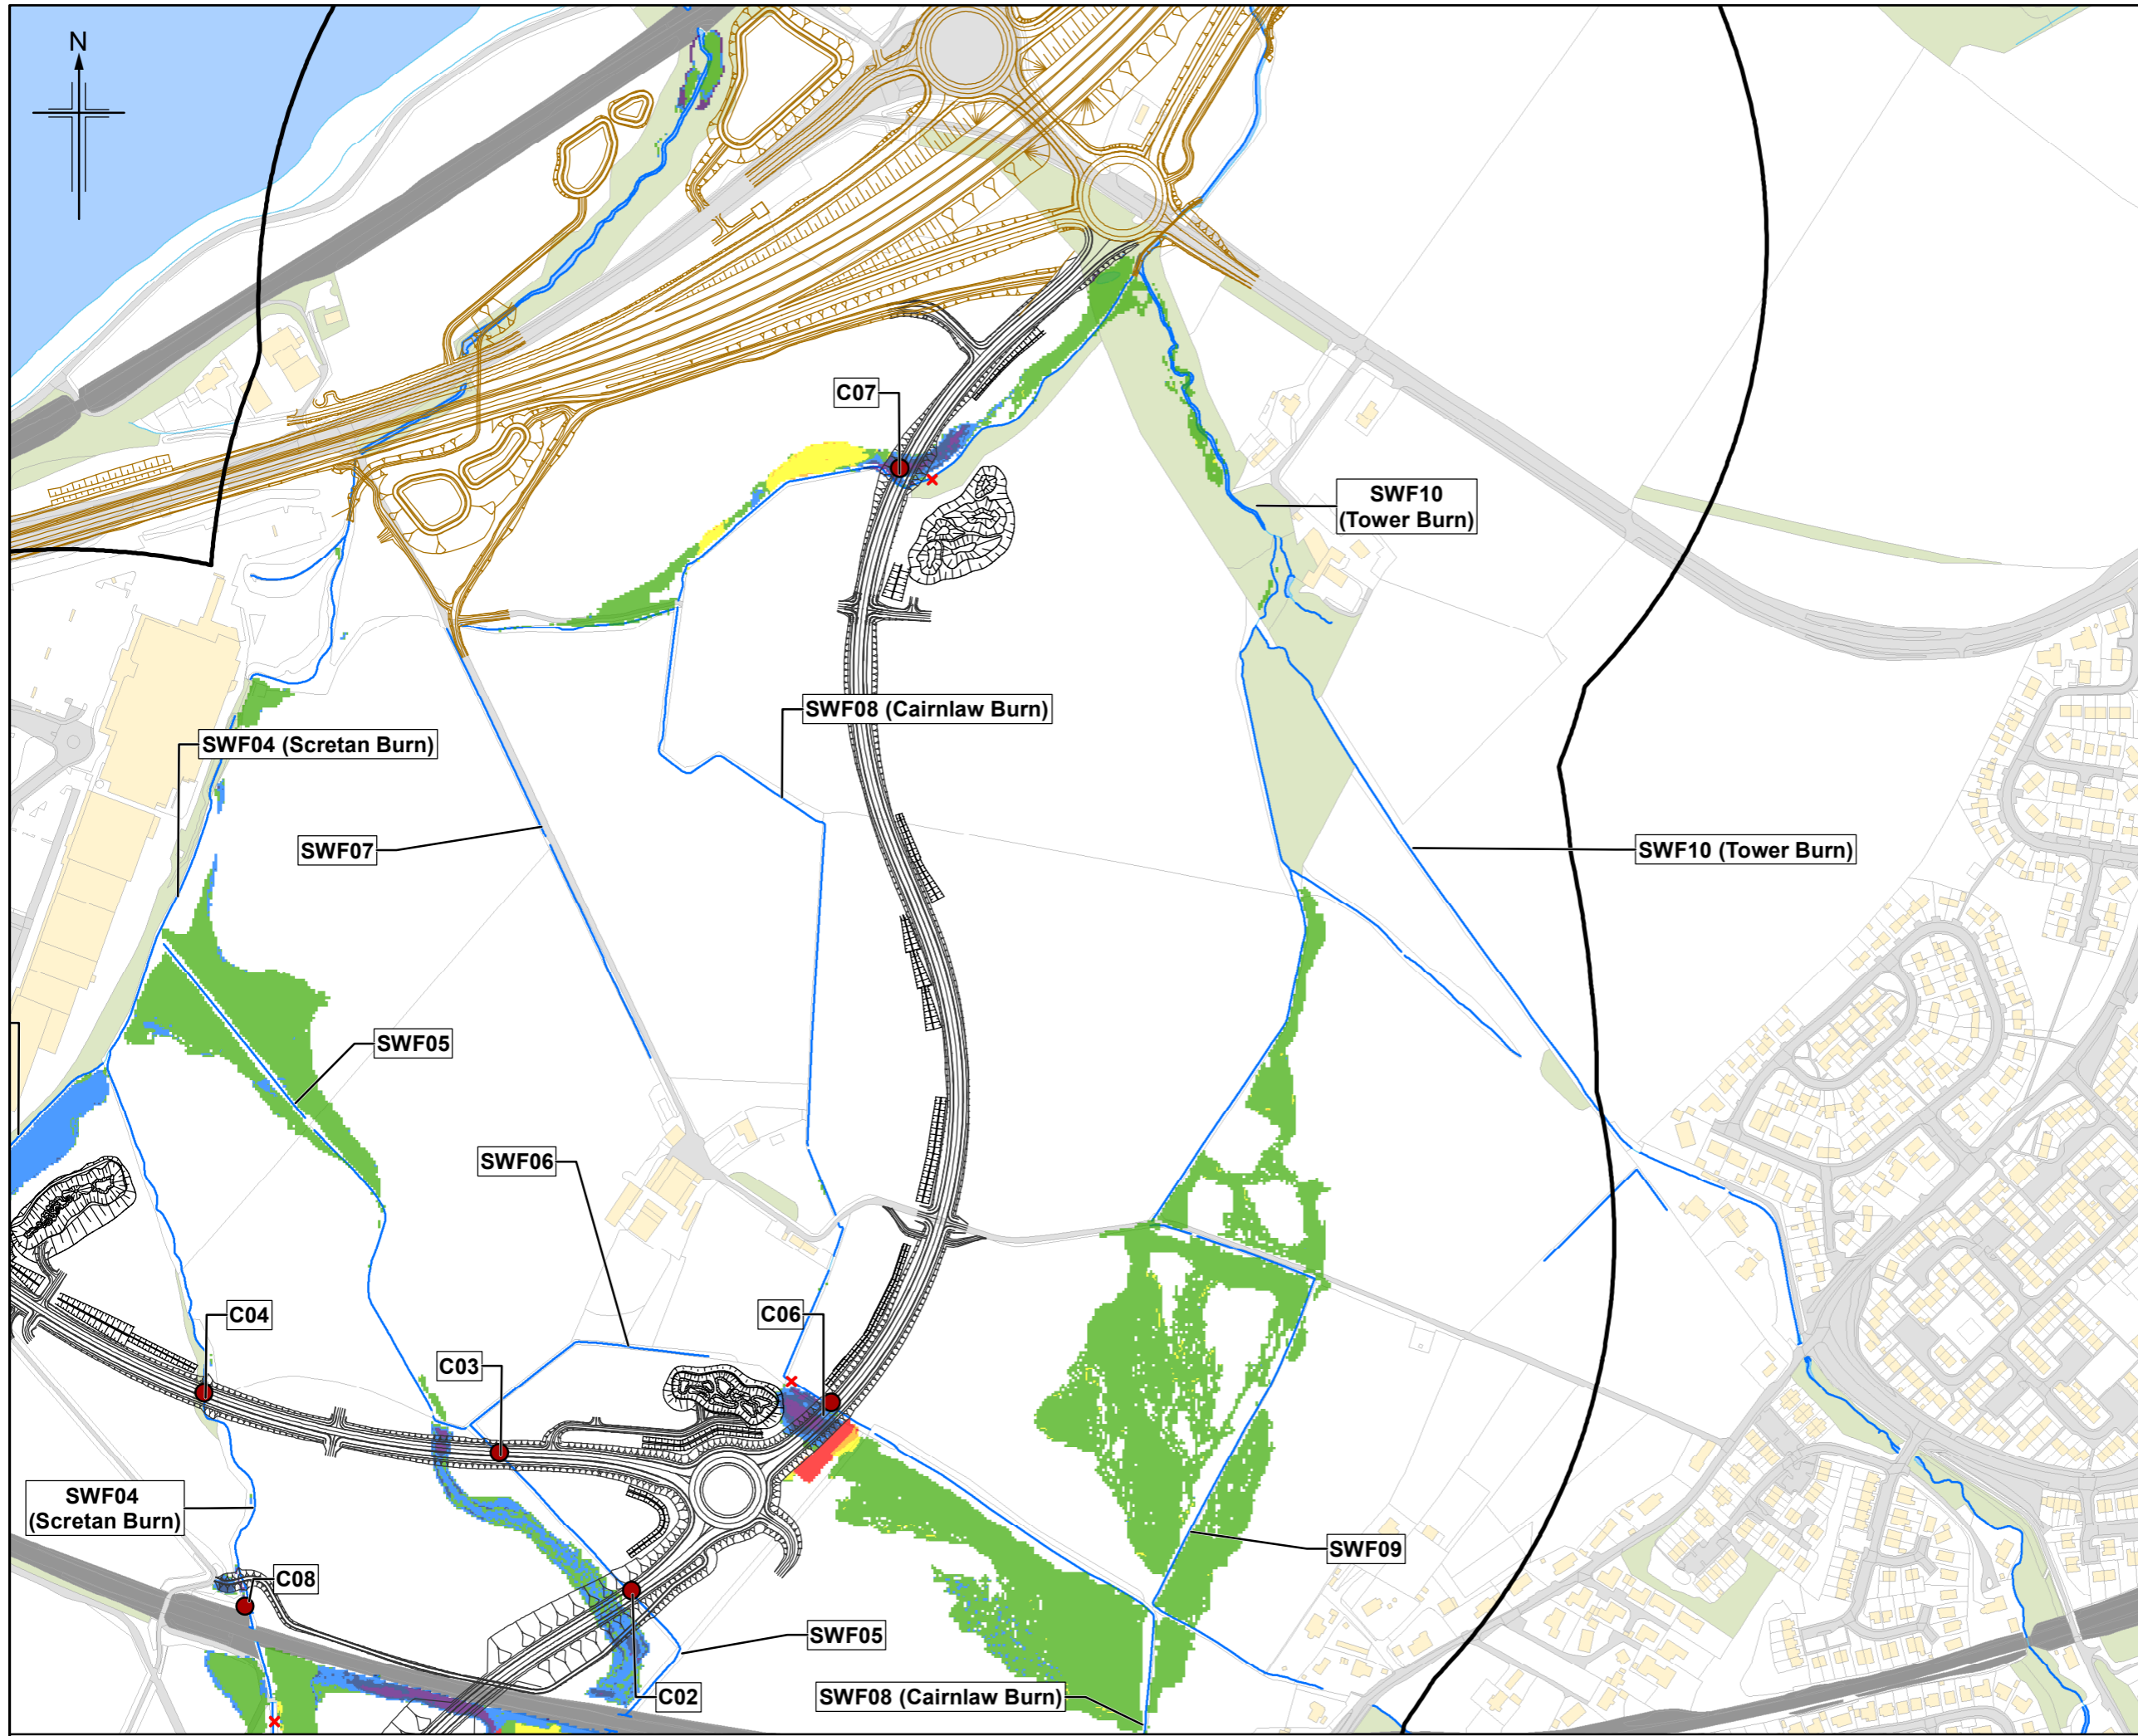 N
C07
SWF10
(Tower Burn)
SWF08 (Cairnlaw Burn)
SWF04 (Scretan Burn)
SWF07
SWF10 (Tower Burn)
SWF05
SWF06
C04
C06
C03
SWF04
(Scretan Burn)
SWF09
C08
SWF05
C02
SWF08 (Cairnlaw Burn)